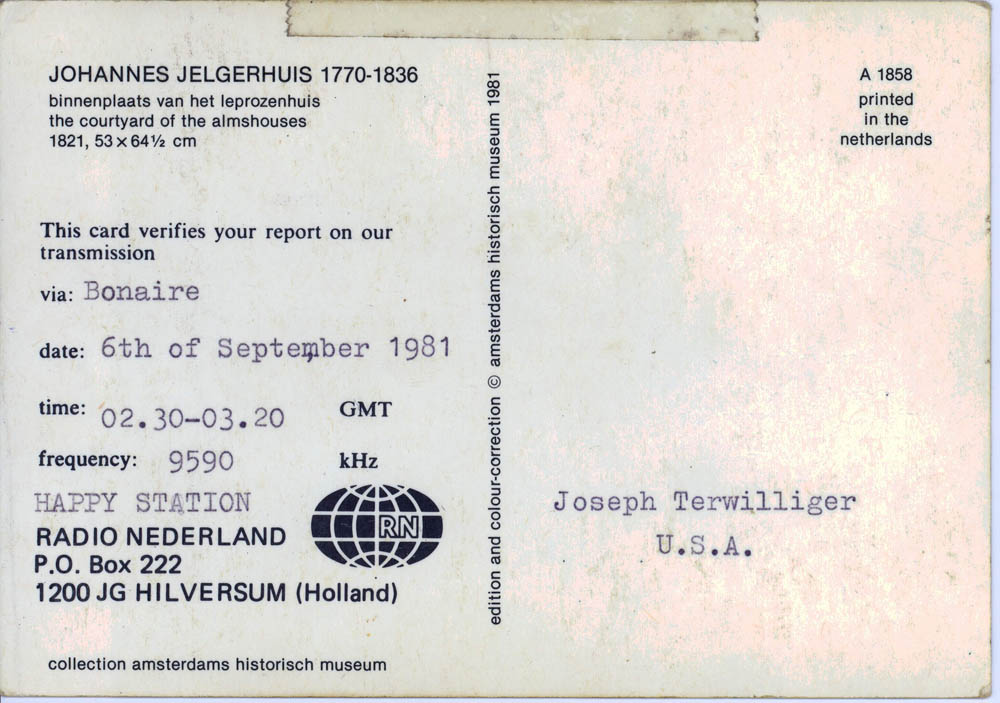 JOHANNES JELGERHUIS 1770-1836
binnenplaats van het leprozenhuis
the courtyard of the almshouses
1821, 53 x 64½ cm
This card verifies your report on our
transmission
via: Bonaire
date: 6th of September 1981
time: 02.30-03.20 GMT
frequency: 9590 kHz
HAPPY STATION
RADIO NEDERLAND
P.O. Box 222
1200 JG HILVERSUM (Holland)
RN
collection amsterdams historisch museum
edition and colour-correction © amsterdams historisch museum 1981
A 1858
printed
in the
netherlands
Joseph Terwilliger
U.S.A.